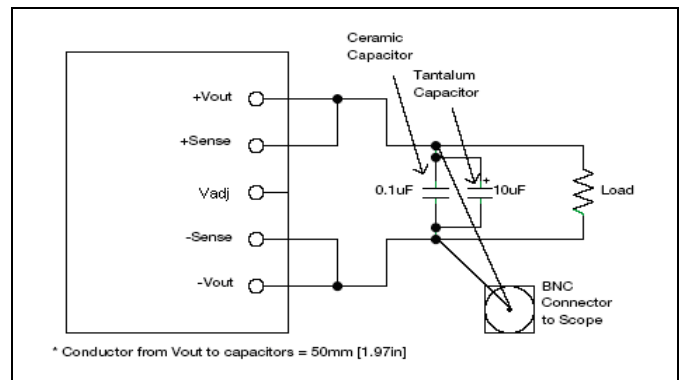 Ceramic
Capacitor
Tantalum
Capacitor
+Vout
+Sense
Vadj
-Sense
-Vout
0.1uF
+
10uF
Load
BNC
Connector
to Scope
* Conductor from Vout to capacitors = 50mm [1.97in]